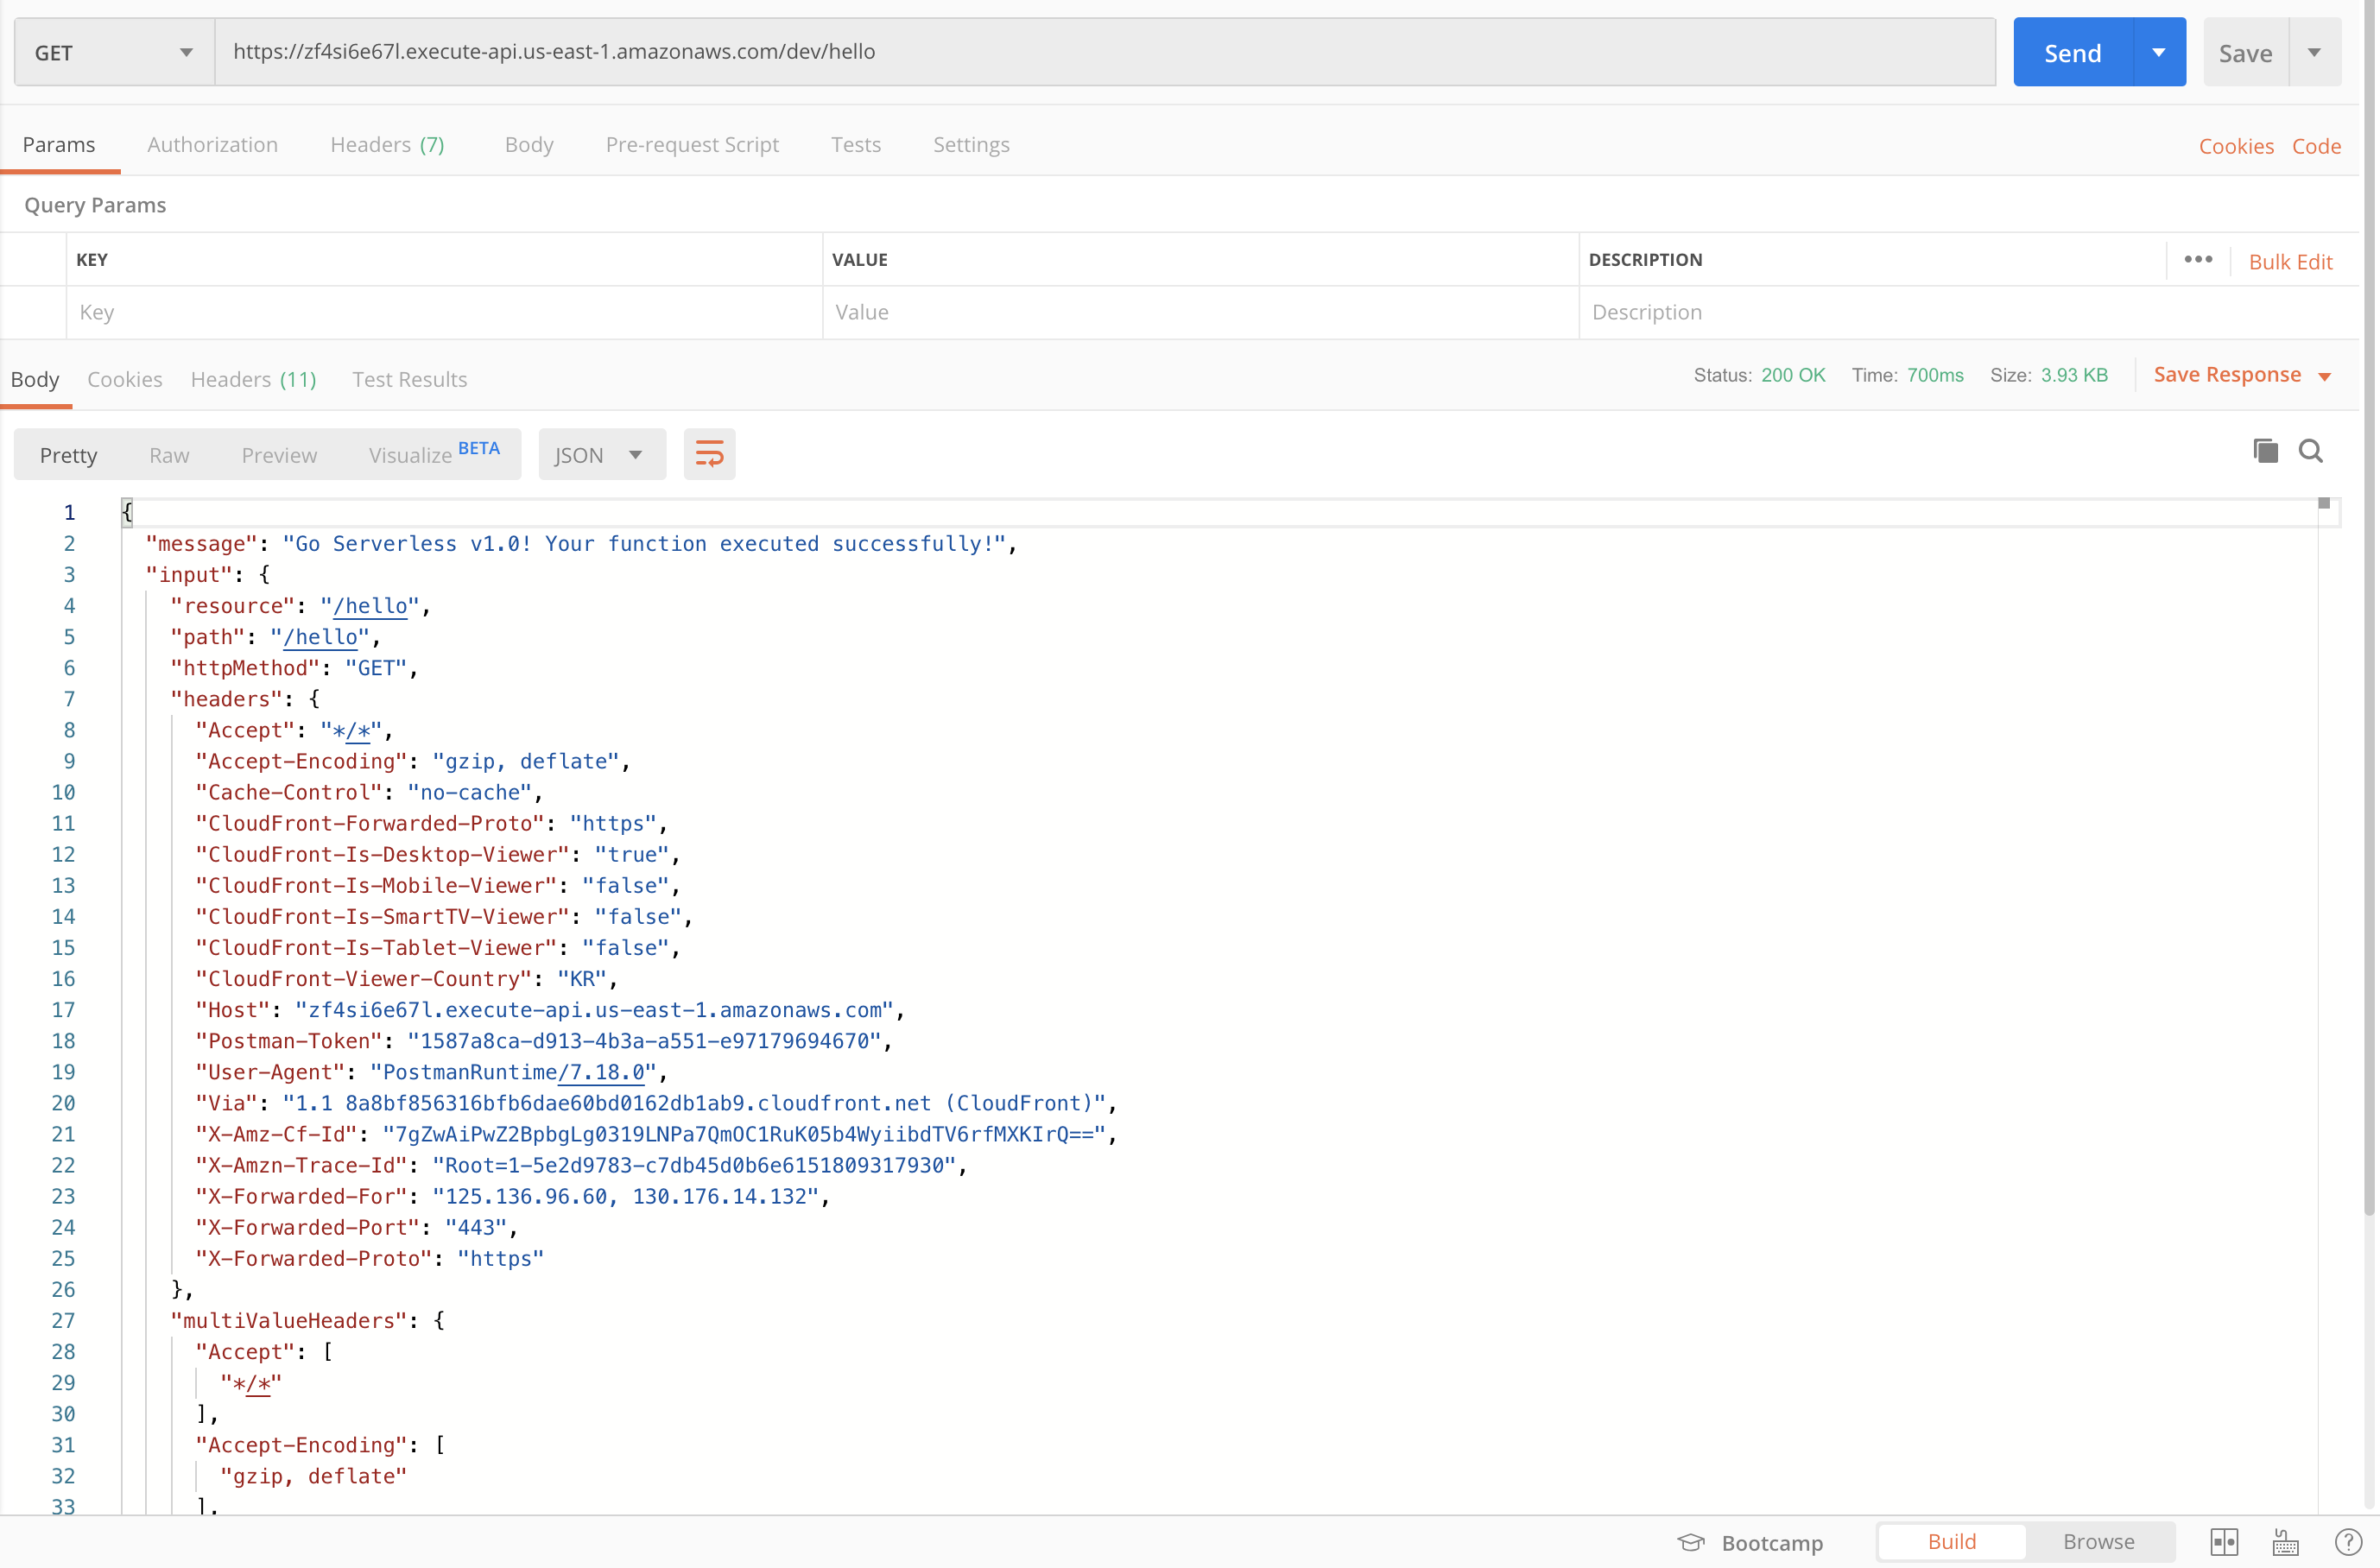 GET https://zf4si6e67l.execute-api.us-east-1.amazonaws.com/dev/hello Send Save
Params Authorization Headers (7) Body Pre-request Script Tests Settings Cookies Code
Query Params
KEY VALUE DESCRIPTION ••• Bulk Edit
Key Value Description
Body Cookies Headers (11) Test Results Status: 200 OK Time: 700ms Size: 3.93 KB Save Response
Pretty Raw Preview Visualize BETA JSON
1 {
2 "message": "Go Serverless v1.0! Your function executed successfully!",
3 "input": {
4 "resource": "/hello",
5 "path": "/hello",
6 "httpMethod": "GET",
7 "headers": {
8 "Accept": "*/*",
9 "Accept-Encoding": "gzip, deflate",
10 "Cache-Control": "no-cache",
11 "CloudFront-Forwarded-Proto": "https",
12 "CloudFront-Is-Desktop-Viewer": "true",
13 "CloudFront-Is-Mobile-Viewer": "false",
14 "CloudFront-Is-SmartTV-Viewer": "false",
15 "CloudFront-Is-Tablet-Viewer": "false",
16 "CloudFront-Viewer-Country": "KR",
17 "Host": "zf4si6e67l.execute-api.us-east-1.amazonaws.com",
18 "Postman-Token": "1587a8ca-d913-4b3a-a551-e97179694670",
19 "User-Agent": "PostmanRuntime/7.18.0",
20 "Via": "1.1 8a8bf856316bfb6dae60bd0162db1ab9.cloudfront.net (CloudFront)",
21 "X-Amz-Cf-Id": "7gZwAiPwZ2BpbgLg0319LNPa7QmOC1RuK05b4WyiibdTV6rfMXKIrQ==",
22 "X-Amzn-Trace-Id": "Root=1-5e2d9783-c7db45d0b6e6151809317930",
23 "X-Forwarded-For": "125.136.96.60, 130.176.14.132",
24 "X-Forwarded-Port": "443",
25 "X-Forwarded-Proto": "https"
26 },
27 "multiValueHeaders": {
28 "Accept": [
29 "*/*"
30 ],
31 "Accept-Encoding": [
32 "gzip, deflate"
33 ],
Bootcamp Build Browse ?